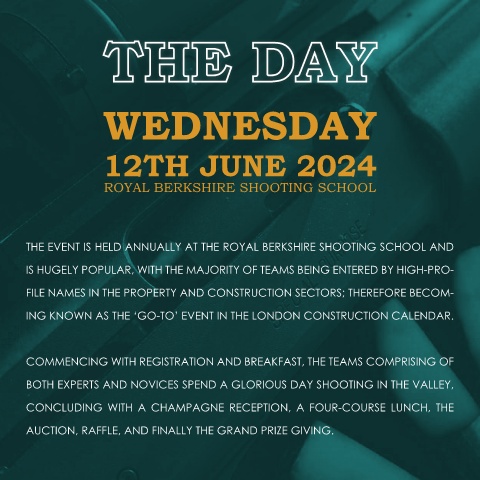 THE DAY
WEDNESDAY
12TH JUNE 2024
ROYAL BERKSHIRE SHOOTING SCHOOL
THE EVENT IS HELD ANNUALLY AT THE ROYAL BERKSHIRE SHOOTING SCHOOL AND
IS HUGELY POPULAR, WITH THE MAJORITY OF TEAMS BEING ENTERED BY HIGH-PRO-
FILE NAMES IN THE PROPERTY AND CONSTRUCTION SECTORS; THEREFORE BECOM-
ING KNOWN AS THE ‘GO-TO’ EVENT IN THE LONDON CONSTRUCTION CALENDAR.
COMMENCING WITH REGISTRATION AND BREAKFAST, THE TEAMS COMPRISING OF
BOTH EXPERTS AND NOVICES SPEND A GLORIOUS DAY SHOOTING IN THE VALLEY,
CONCLUDING WITH A CHAMPAGNE RECEPTION, A FOUR-COURSE LUNCH, THE
AUCTION, RAFFLE, AND FINALLY THE GRAND PRIZE GIVING.